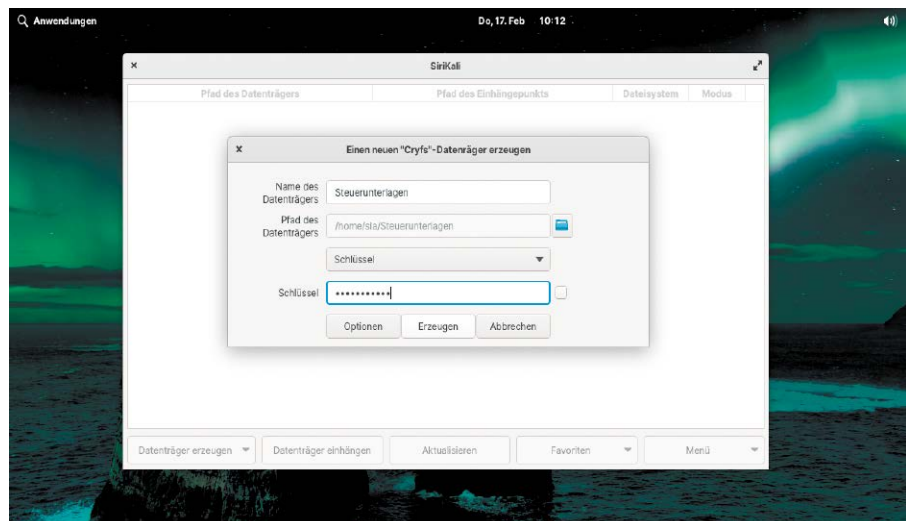 Anwendungen
Do, 17. Feb 10:12
SiriKali
Pfad des Datenträgers Pfad des Einhängepunkts Dateisystem Modus
Einen neuen "Cryfs"-Datenräger erzeugen
Name des
Datenträgers
Steuerunterlagen
Pfad des
Datenträgers
/home/sla/Steuerunterlagen
Schlüssel
Schlüssel •••••••••••
Optionen Erzeugen Abbrechen
Datenträger erzeugen Datenträger einhängen Aktualisieren Favoriten Menü